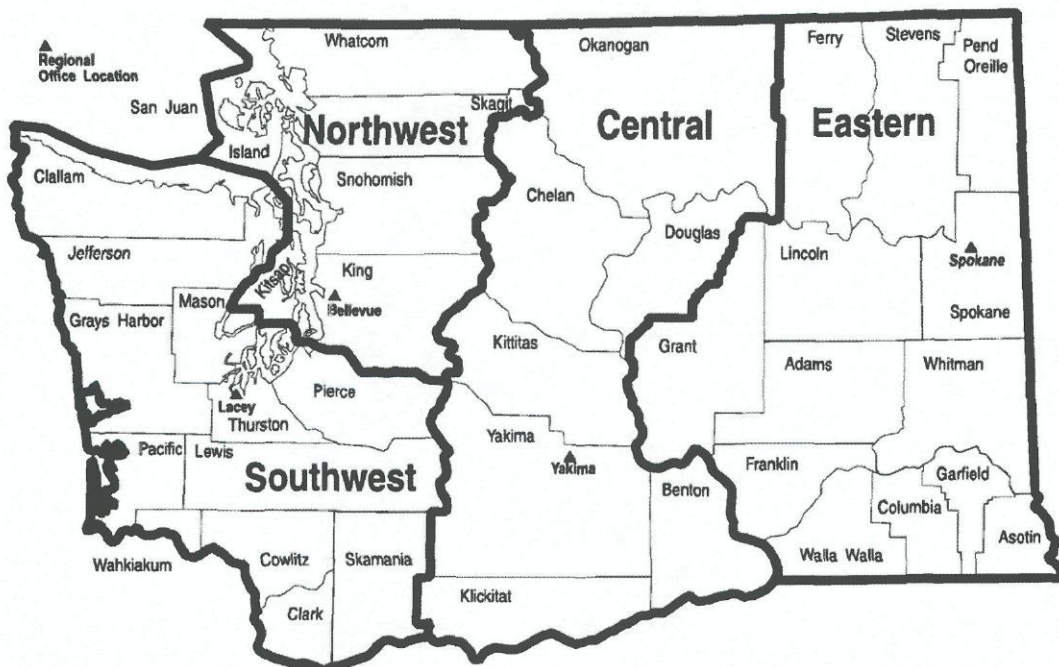 Regional
Office Location
San Juan
Whatcom
Skagit
Northwest
Island
Snohomish
King
Bellevue
Kitsap
Clallam
Jefferson
Mason
Grays Harbor
Pierce
Lacey
Thurston
Pacific
Lewis
Southwest
Wahkiakum
Cowlitz
Skamania
Clark
Okanogan
Central
Chelan
Douglas
Kittitas
Yakima
Yakima
Benton
Klickitat
Ferry
Stevens
Pend
Oreille
Eastern
Lincoln
Spokane
Spokane
Grant
Adams
Whitman
Franklin
Garfield
Columbia
Walla Walla
Asotin